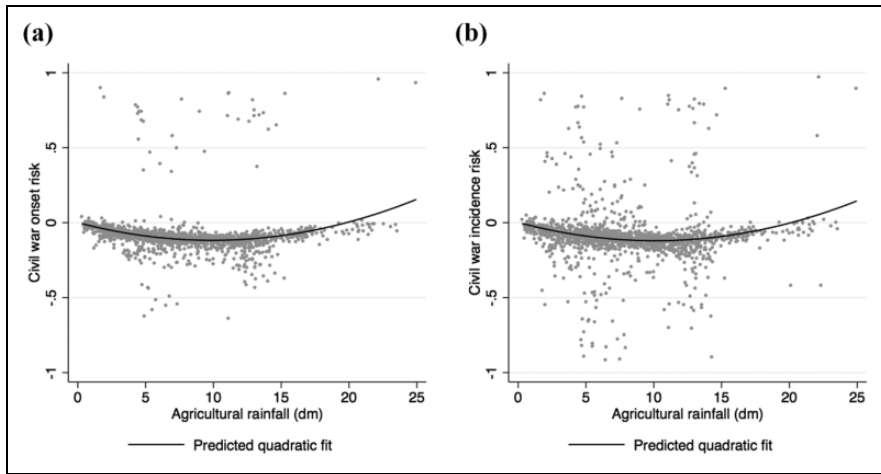 (a)
1
.5
0
-.5
-1
Civil war onset risk
0 5 10 15 20 25
Agricultural rainfall (dm)
Predicted quadratic fit
(b)
1
.5
0
-.5
-1
Civil war incidence risk
0 5 10 15 20 25
Agricultural rainfall (dm)
Predicted quadratic fit